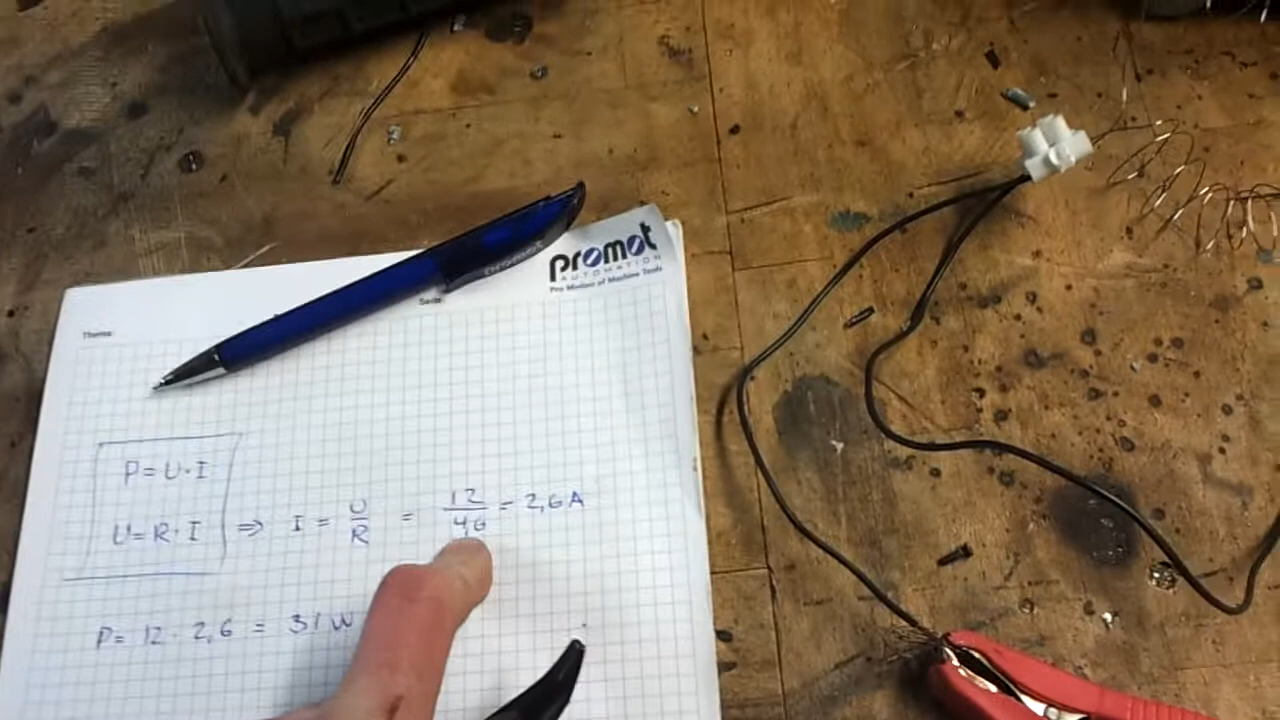 promot
AUTOMATION
Pro Motion of Machine Tools
Seite:
Thema:
P = U · I
U = R · I ⇒ I = U/R = 12/4,6 = 2,6 A
P = 12 · 2,6 = 31 W